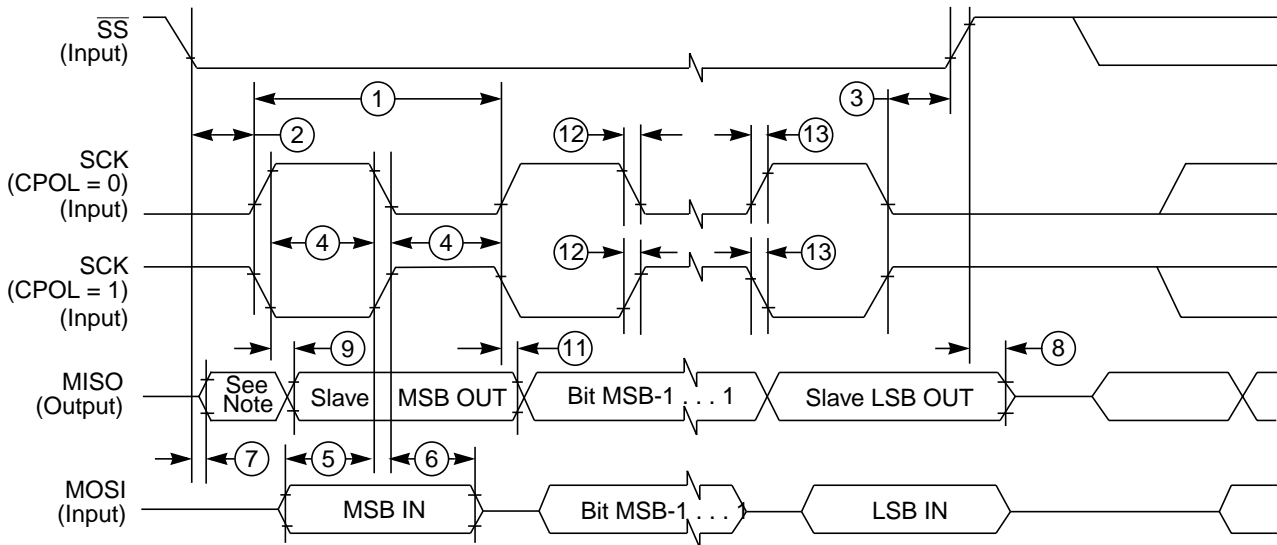 SS
(Input)
1
3
2
12
13
SCK
(CPOL = 0)
(Input)
4
4
12
13
SCK
(CPOL = 1)
(Input)
9
11
8
MISO
(Output)
See
Note
Slave
MSB OUT
Bit MSB-1 . . . 1
Slave LSB OUT
7
5
6
MOSI
(Input)
MSB IN
Bit MSB-1 . . . 1
LSB IN